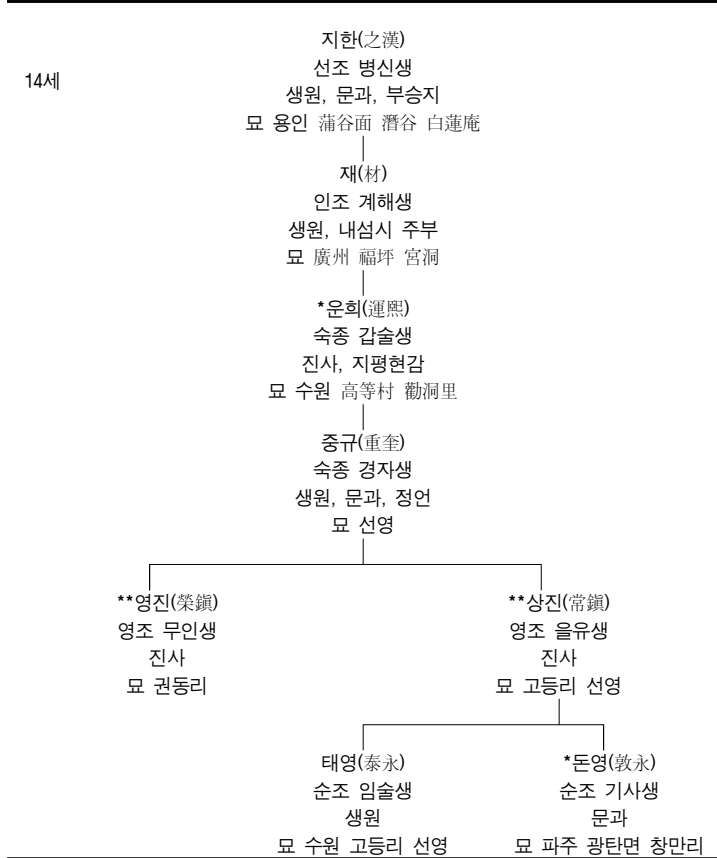 지한(之漢)
14세
선조 병신생
생원, 문과, 부승지
묘 용인 蒲谷面 潛谷 白蓮庵
재(材)
인조 계해생
생원, 내섬시 주부
묘 廣州 福坪 宮洞
*운희(運熙)
숙종 갑술생
진사, 지평현감
묘 수원 高等村 勸洞里
중규(重奎)
숙종 경자생
생원, 문과, 정언
묘 선영
**영진(榮鎭)
영조 무인생
진사
묘 권동리
**상진(常鎭)
영조 을유생
진사
묘 고등리 선영
태영(泰永)
순조 임술생
생원
묘 수원 고등리 선영
*돈영(敦永)
순조 기사생
문과
묘 파주 광탄면 창만리